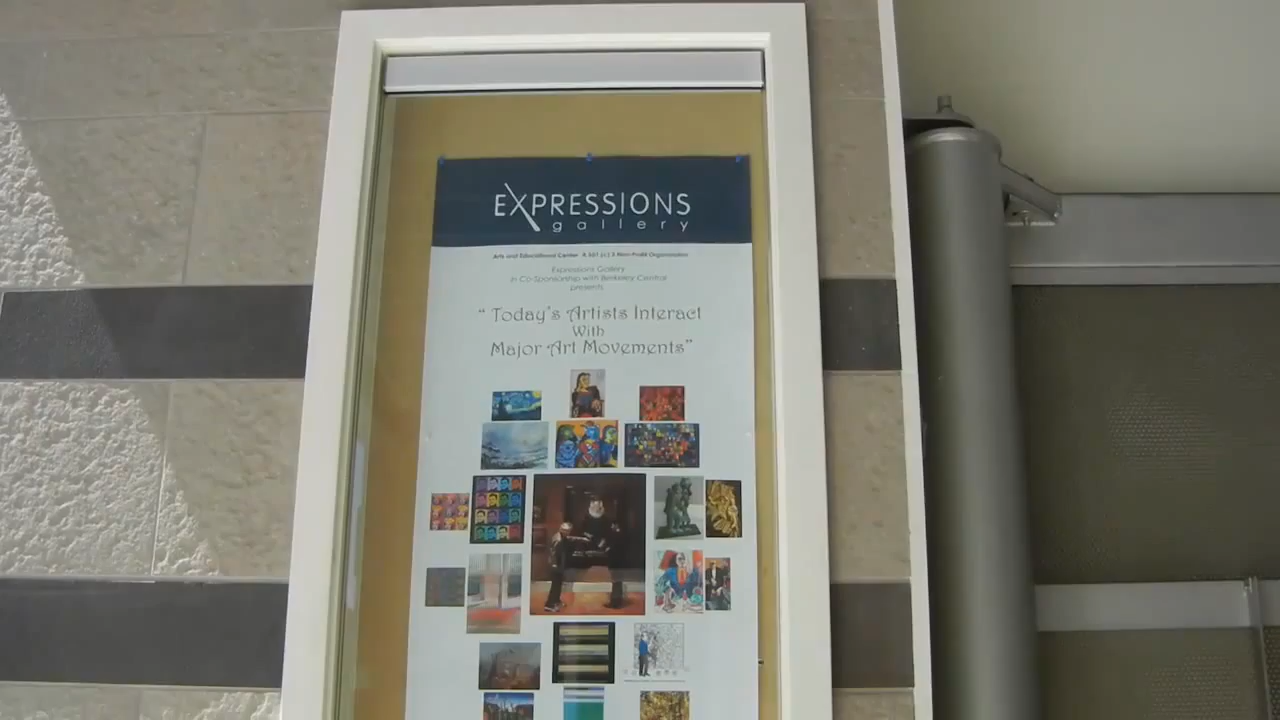 EXPRESSIONS
gallery
Arts and Educational Center A 501 (c) 3 Non-Profit Organization
Expressions Gallery
in Co-Sponsorship with Berkeley Central
presents
“ Today's Artists Interact
With
Major Art Movements”